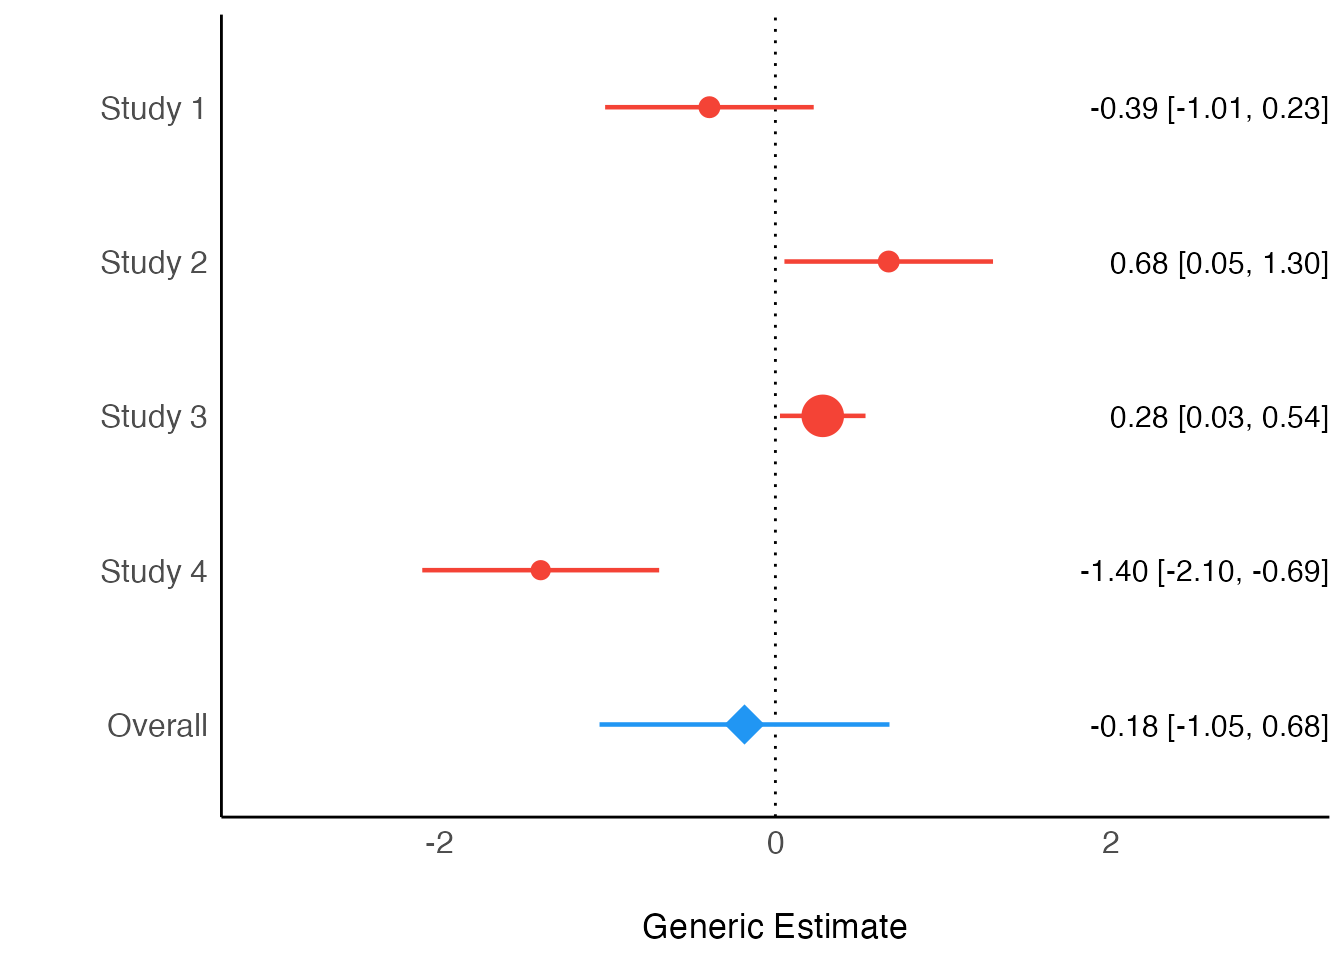 Study 1 -0.39 [-1.01, 0.23]
Study 2 0.68 [0.05, 1.30]
Study 3 0.28 [0.03, 0.54]
Study 4 -1.40 [-2.10, -0.69]
Overall -0.18 [-1.05, 0.68]
-2 0 2
Generic Estimate